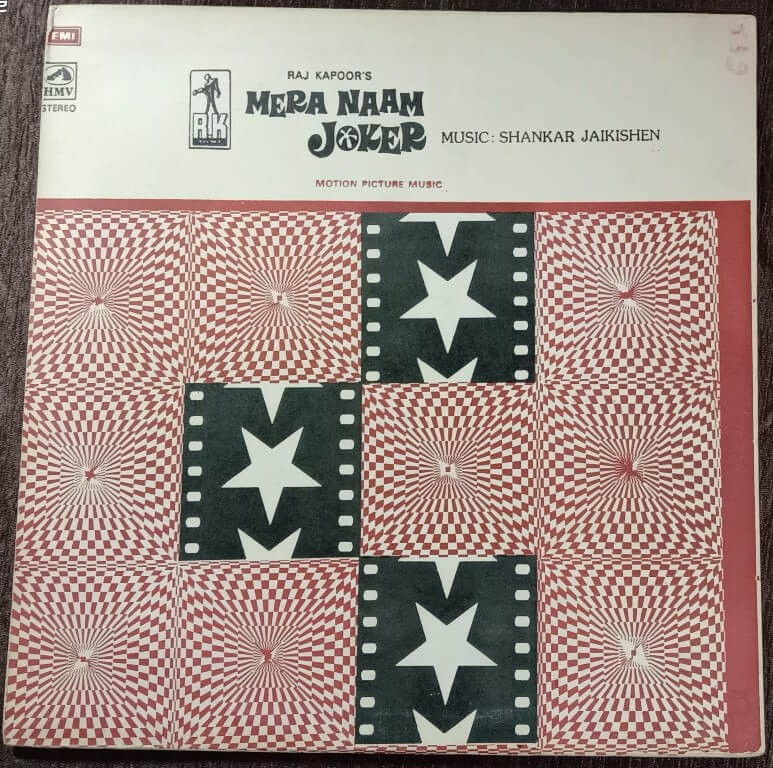 EMI
HMV
STEREO
RAJ KAPOOR'S
MERA NAAM
JOKER
R.K
MUSIC: SHANKAR JAIKISHEN
MOTION PICTURE MUSIC